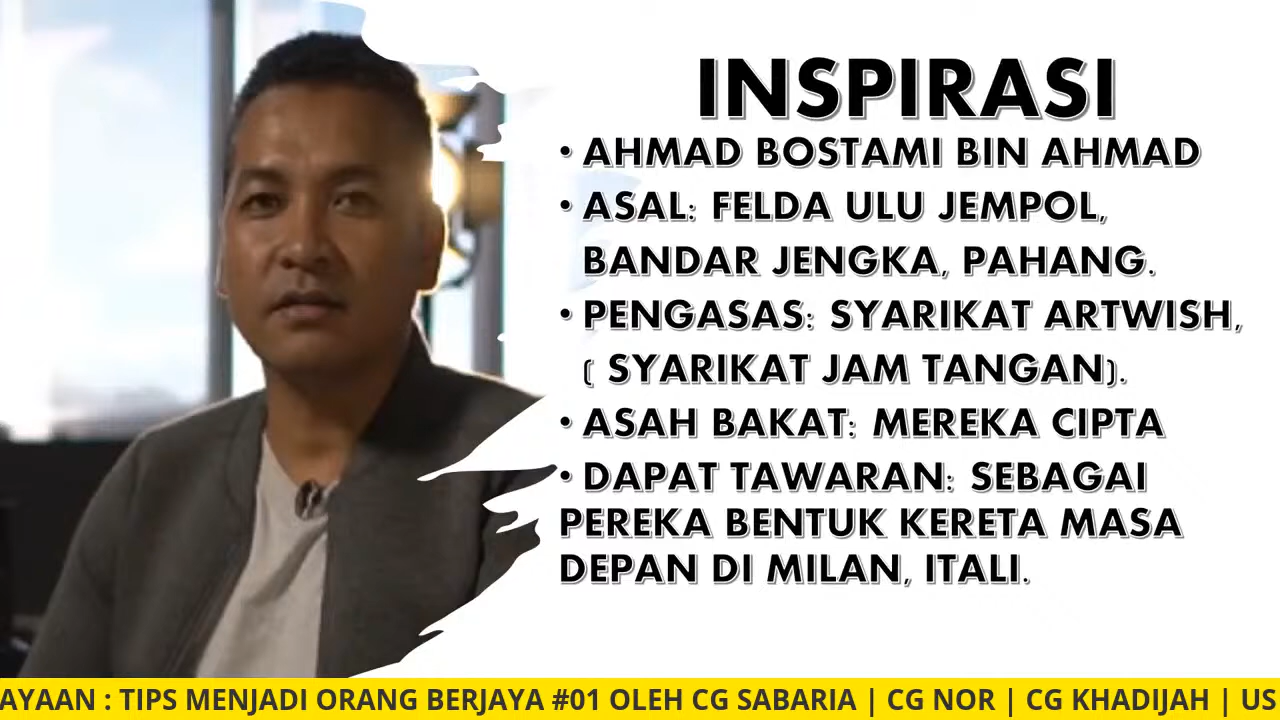 INSPIRASI
• AHMAD BOSTAMI BIN AHMAD
• ASAL: FELDA ULU JEMPOL,
BANDAR JENGKA, PAHANG.
• PENGASAS: SYARIKAT ARTWISH,
( SYARIKAT JAM TANGAN).
• ASAH BAKAT: MEREKA CIPTA
• DAPAT TAWARAN: SEBAGAI
PEREKA BENTUK KERETA MASA
DEPAN DI MILAN, ITALI.
AYAAN : TIPS MENJADI ORANG BERJAYA #01 OLEH CG SABARIA | CG NOR | CG KHADIJAH | US